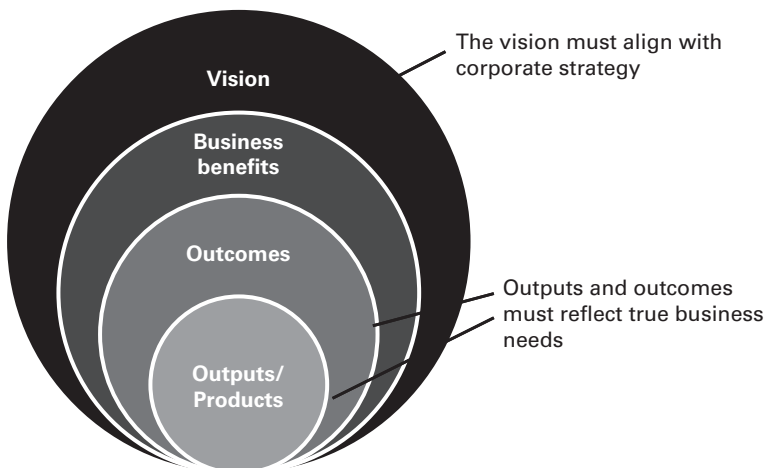 The vision must align with
corporate strategy
Vision
Business
benefits
Outcomes
Outputs and outcomes
must reflect true business
needs
Outputs/
Products